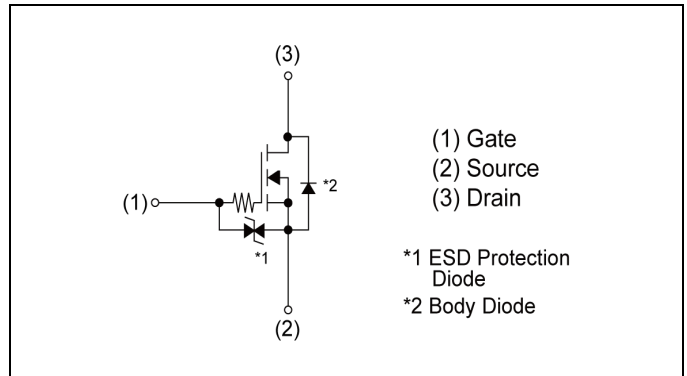 (3)
(1)
*2
*1
(2)
(1) Gate
(2) Source
(3) Drain
*1 ESD Protection
Diode
*2 Body Diode